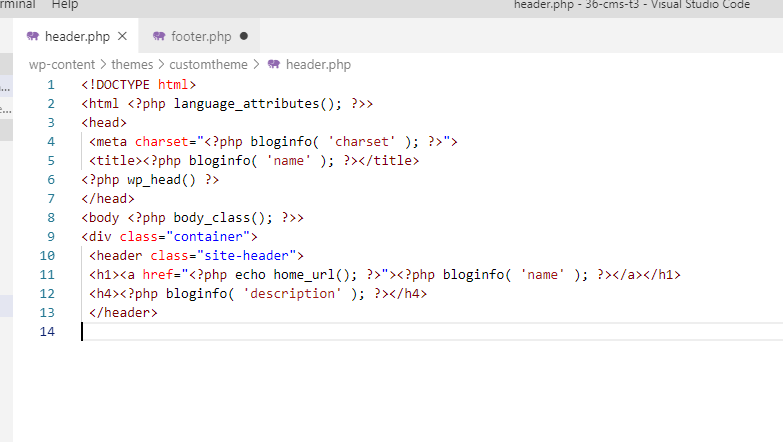 rminal Help header.php - 36-cms-t3 - Visual Studio Code
header.php × footer.php ●
wp-content > themes > customtheme > header.php
1 <!DOCTYPE html>
2 <html <?php language_attributes(); ?>>
3 <head>
4 <meta charset="<?php bloginfo( 'charset' ); ?>">
5 <title><?php bloginfo( 'name' ); ?></title>
6 <?php wp_head() ?>
7 </head>
8 <body <?php body_class(); ?>>
9 <div class="container">
10 <header class="site-header">
11 <h1><a href="<?php echo home_url(); ?>"><?php bloginfo( 'name' ); ?></a></h1>
12 <h4><?php bloginfo( 'description' ); ?></h4>
13 </header>
14